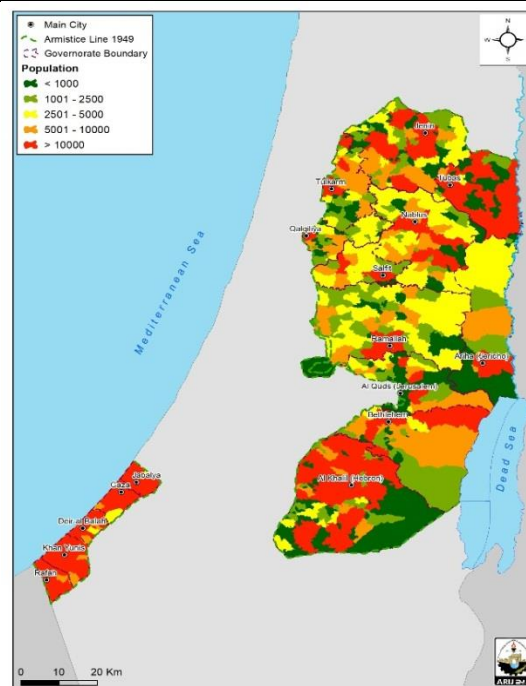 Main City
Armistice Line 1949
Governorate Boundary
Population
< 1000
1001 - 2500
2501 - 5000
5001 - 10000
> 10000
N
S
Mediterranean Sea
Jenin
Tubas
Tulkarm
Nablus
Qalqiliya
Salfit
Ramallah
Ariha (Jericho)
Al Quds (Jerusalem)
Bethlehem
Al Khalil (Hebron)
Dead Sea
Jabalya
Gaza
Deir al Balah
Khan Yunis
Rafah
0 10 20 Km